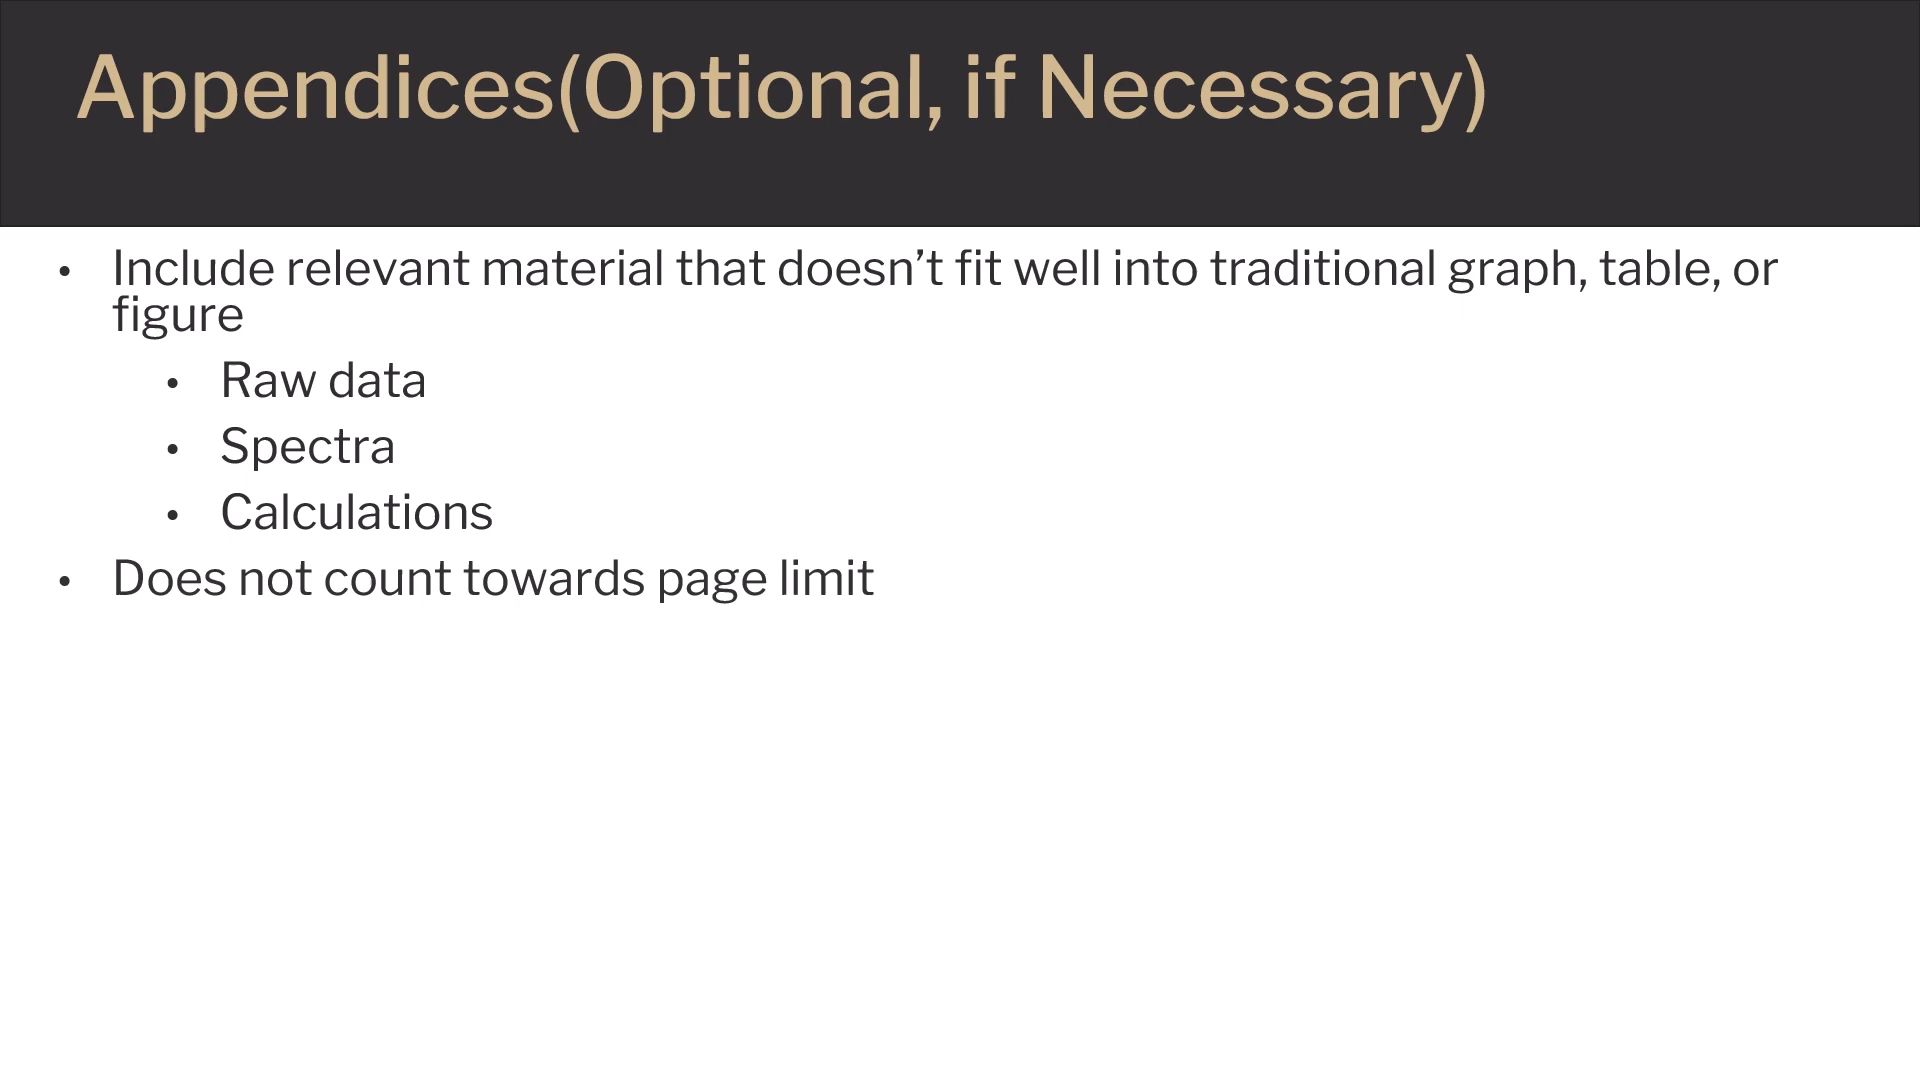 Appendices(Optional, if Necessary)
• Include relevant material that doesn’t fit well into traditional graph, table, or
figure
• Raw data
• Spectra
• Calculations
• Does not count towards page limit